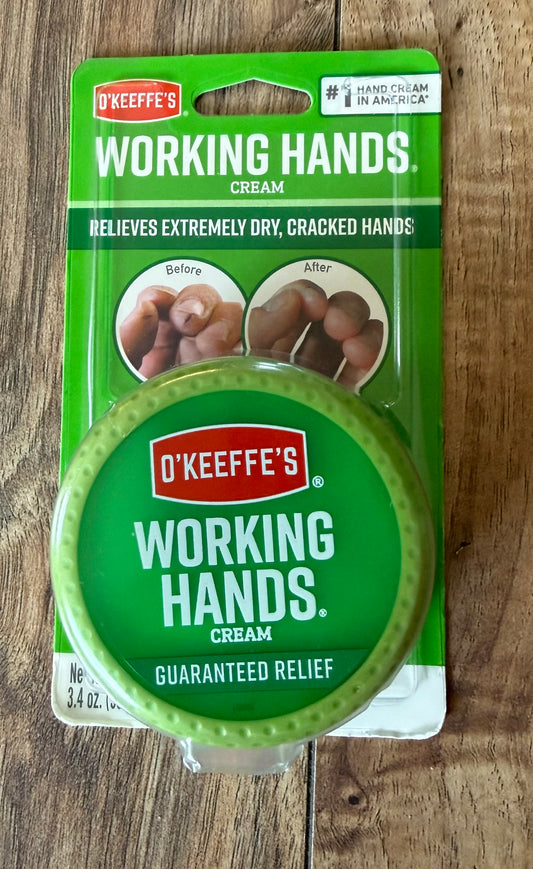 O'KEEFFE'S®
#1 HAND CREAM
IN AMERICA*
WORKING HANDS®
CREAM
RELIEVES EXTREMELY DRY, CRACKED HANDS
Before
After
O'KEEFFE'S®
WORKING
HANDS®
CREAM
GUARANTEED RELIEF
3.4 oz.